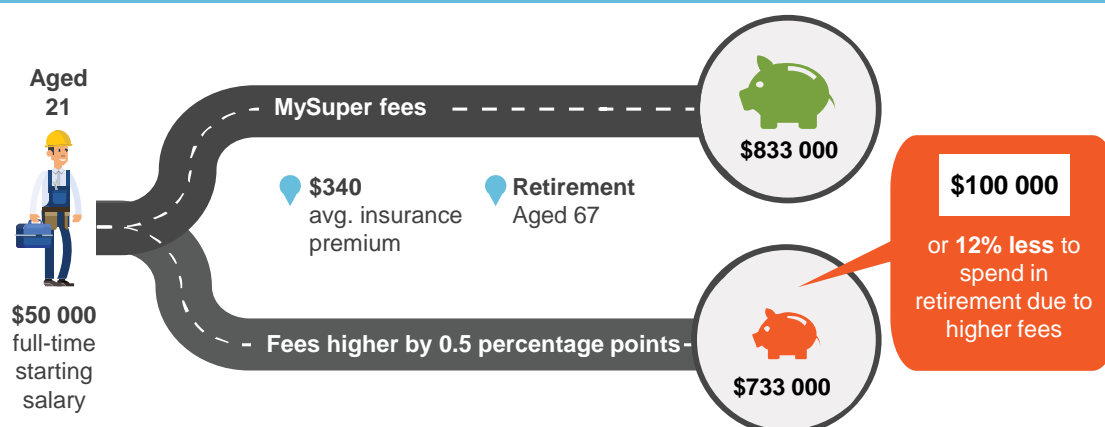 Aged
21
$50 000
full-time
starting
salary
MySuper fees
$340
avg. insurance
premium
Retirement
Aged 67
Fees higher by 0.5 percentage points
$833 000
$733 000
$100 000
or 12% less to
spend in
retirement due to
higher fees